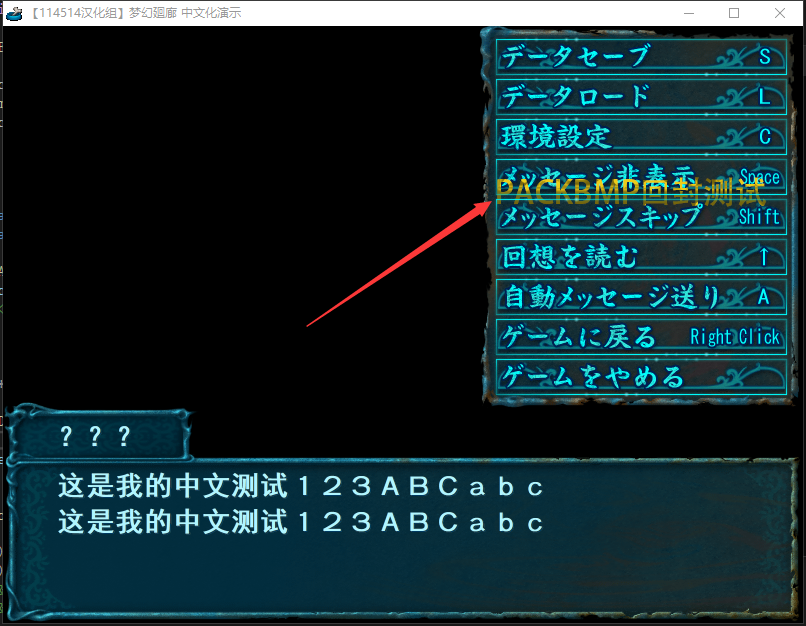 【114514汉化组】梦幻廻廊 中文化演示
データセーブ S
データロード L
環境設定 C
メッセージ非表示 Space
PACKBMP回封测试
メッセージスキップ Shift
回想を読む ↑
自動メッセージ送り A
ゲームに戻る Right Click
ゲームをやめる
？？？
这是我的中文测试１２３ＡＢＣａｂｃ
这是我的中文测试１２３ＡＢＣａｂｃ